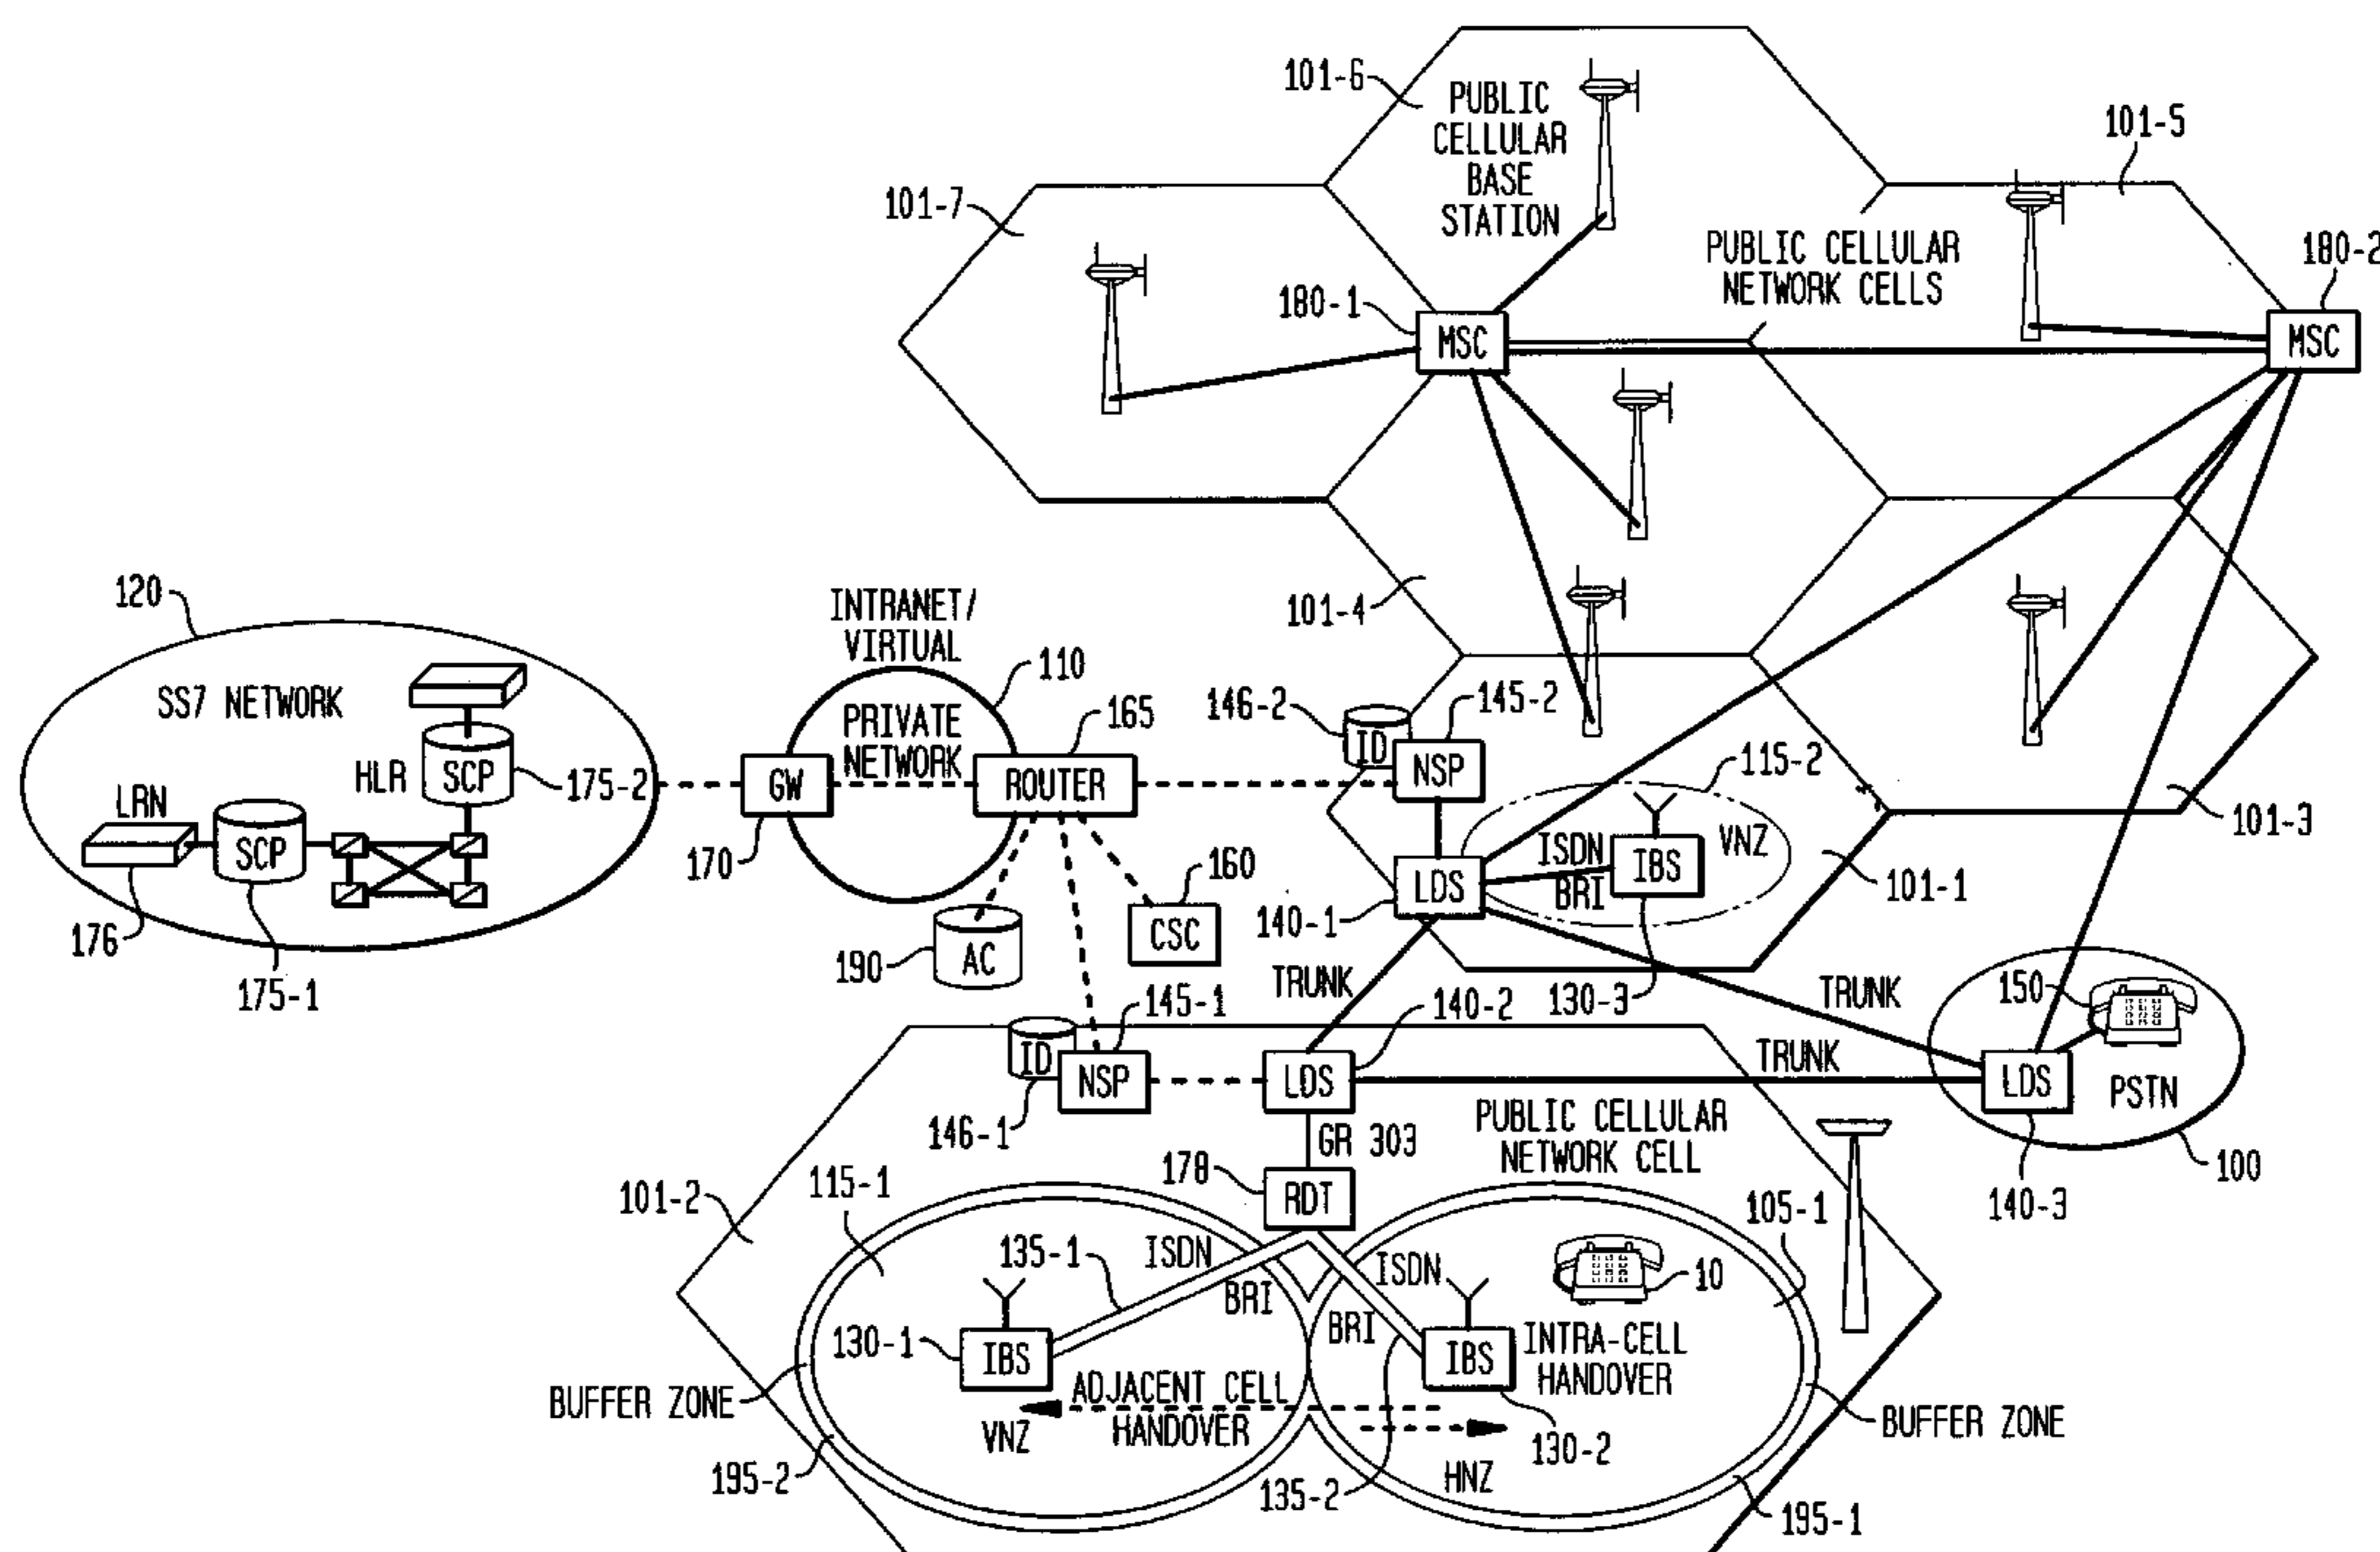 101-6
PUBLIC
CELLULAR
BASE
STATION
101-5
101-7
PUBLIC CELLULAR
NETWORK CELLS
180-2
180-1
MSC
MSC
101-4
120
INTRANET/
VIRTUAL
110
PRIVATE
NETWORK
SS7 NETWORK
165
146-2
145-2
ID
NSP
115-2
HLR
SCP
175-2
GW
ROUTER
LRN
SCP
170
160
ISDN
BRI
IBS
VNZ
LDS
101-3
101-1
140-1
176
175-1
190
AC
CSC
TRUNK
130-3
TRUNK
150
145-1
140-2
ID
NSP
LDS
TRUNK
LDS
PSTN
146-1
GR 303
PUBLIC CELLULAR
NETWORK CELL
178
RDT
100
140-3
101-2
115-1
105-1
135-1
ISDN
BRI
ISDN
BRI
10
130-1
IBS
IBS
INTRA-CELL
HANDOVER
BUFFER ZONE
ADJACENT CELL
HANDOVER
VNZ
130-2
BUFFER ZONE
195-2
135-2
HNZ
195-1